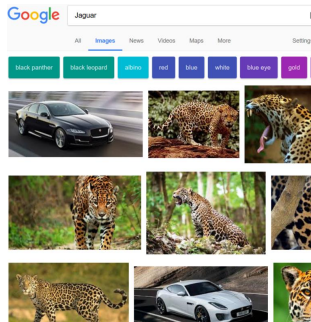 Google Jaguar
All Images News Videos Maps More Setting
black panther black leopard albino red blue white blue eye gold